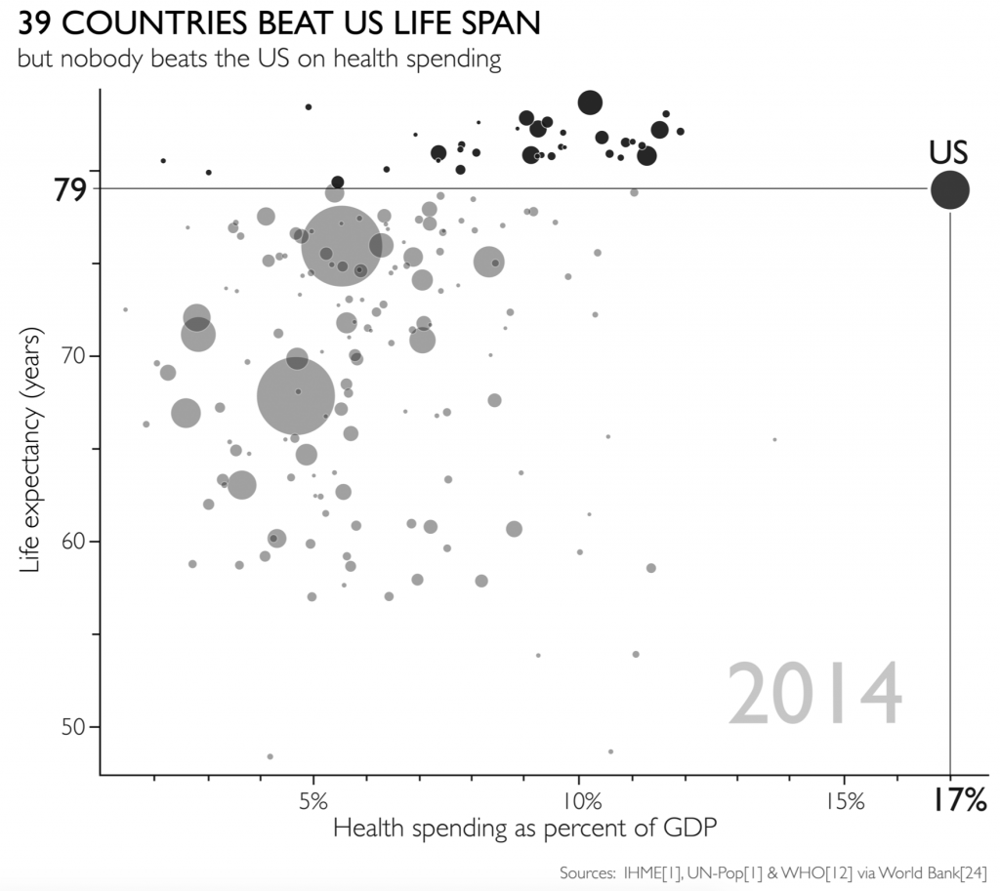 39 COUNTRIES BEAT US LIFE SPAN
but nobody beats the US on health spending
US
79
70
60
50
Life expectancy (years)
2014
5%
10%
15%
17%
Health spending as percent of GDP
Sources: IHME[1], UN-Pop[1] & WHO[12] via World Bank[24]